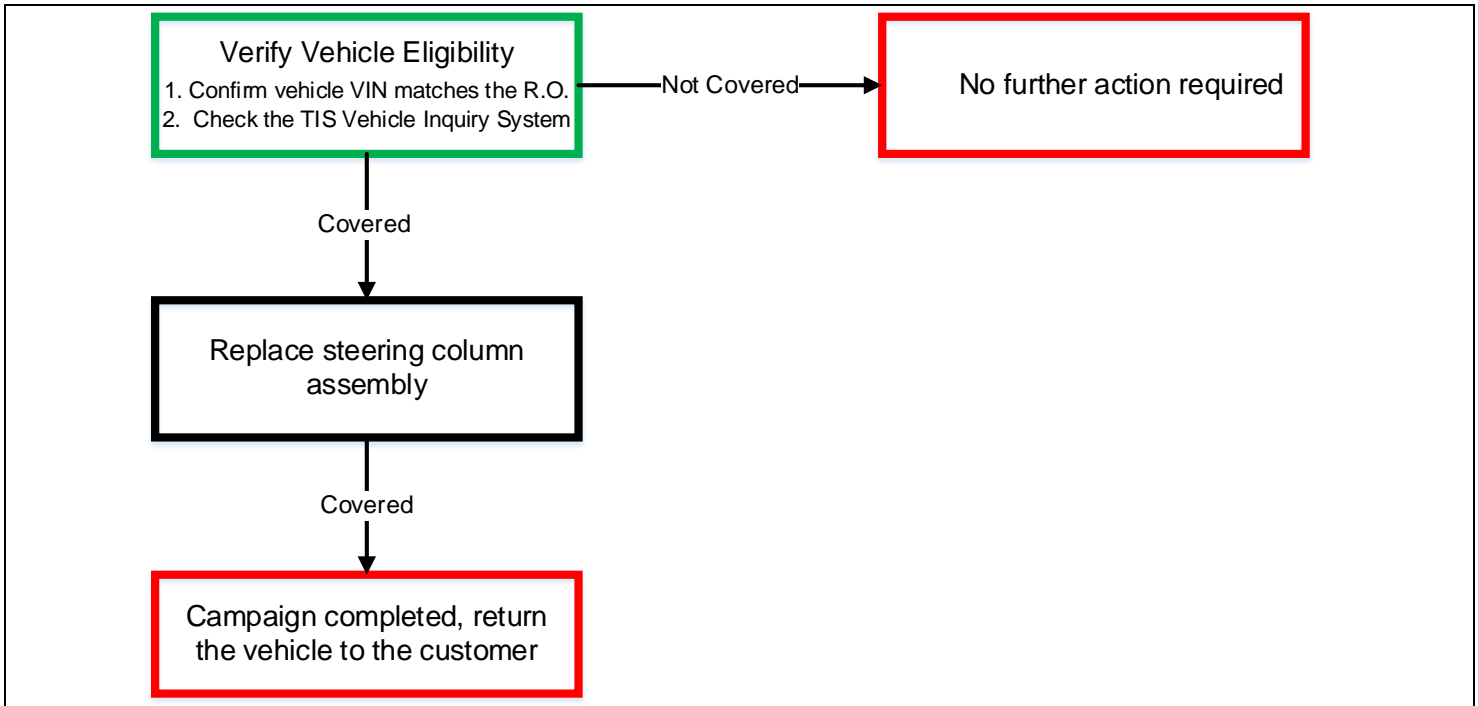 Verify Vehicle Eligibility
1. Confirm vehicle VIN matches the R.O.
2. Check the TIS Vehicle Inquiry System
Not Covered
No further action required
Covered
Replace steering column
assembly
Covered
Campaign completed, return
the vehicle to the customer